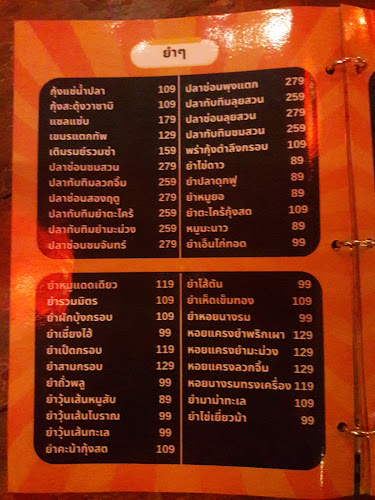 ยำๆ
กุ้งแช่น้ำปลา 109
กุ้งสะดุ้งวาซาบิ 109
แซลแซ่บ 179
เขมรแตกทัพ 129
เติมรมย์รวมซ่า 159
ปลาช่อนชมสวน 259
ปลาทับทิมลวกจิ้ม 259
ปลาช่อนสองฤดู 279
ปลาทับทิมยำตะไคร้ 259
ปลาทับทิมยำมะม่วง 259
ปลาช่อนชมจันทร์ 279
ปลาช่อนพุงแตก 279
ปลาทับทิมลุยสวน 259
ปลาช่อนลุยสวน 279
ปลาทับทิมชมสวน 259
พร่ากุ้งตำลึงกรอบ 109
ยำไข่ดาว 89
ยำปลาดุกฟู 89
ยำหมูยอ 89
ยำตะไคร้กุ้งสด 109
หมูมะนาว 89
ยำเอ็นไก่ทอด 99
ยำหมูแดดเดียว 119
ยำรวมมิตร 109
ยำผักบุ้งกรอบ 109
ยำเซี่ยงไฮ้ 99
ยำเป็ดกรอบ 119
ยำสามกรอบ 129
ยำถั่วพลู 99
ยำวุ้นเส้นหมูสับ 89
ยำวุ้นเส้นโบราณ 99
ยำวุ้นเส้นทะเล 99
ยำคะน้ากุ้งสด 109
ยำไส้ตัน 99
ยำเห็ดเข็มทอง 109
ยำหอยนางรม 99
หอยแครงยำพริกเผา 129
หอยแครงยำมะม่วง 129
หอยแครงลวกจิ้ม 129
หอยนางรมทรงเครื่อง 119
ยำมาม่าทะเล 109
ยำไข่เยี่ยวม้า 99